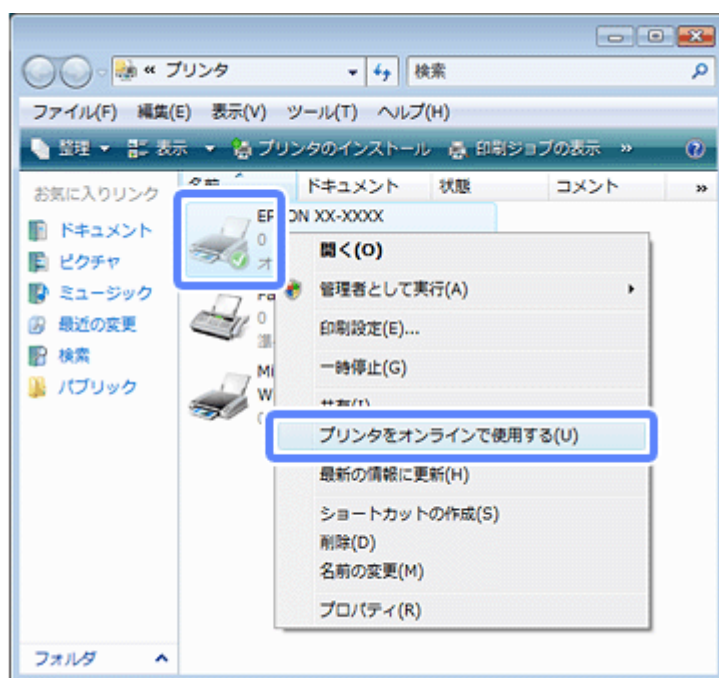 « プリンタ
検索
ファイル(F) 編集(E) 表示(V) ツール(T) ヘルプ(H)
整理 表示 プリンタのインストール 印刷ジョブの表示 »
お気に入りリンク
ドキュメント
ピクチャ
ミュージック
最近の変更
検索
パブリック
フォルダ
名前 ドキュメント 状態 コメント »
XX-XXXX
0
オ
0
W
開く(O)
管理者として実行(A)
印刷設定(E)...
一時停止(G)
共有(I)
プリンタをオンラインで使用する(U)
最新の情報に更新(H)
ショートカットの作成(S)
削除(D)
名前の変更(M)
プロパティ(R)